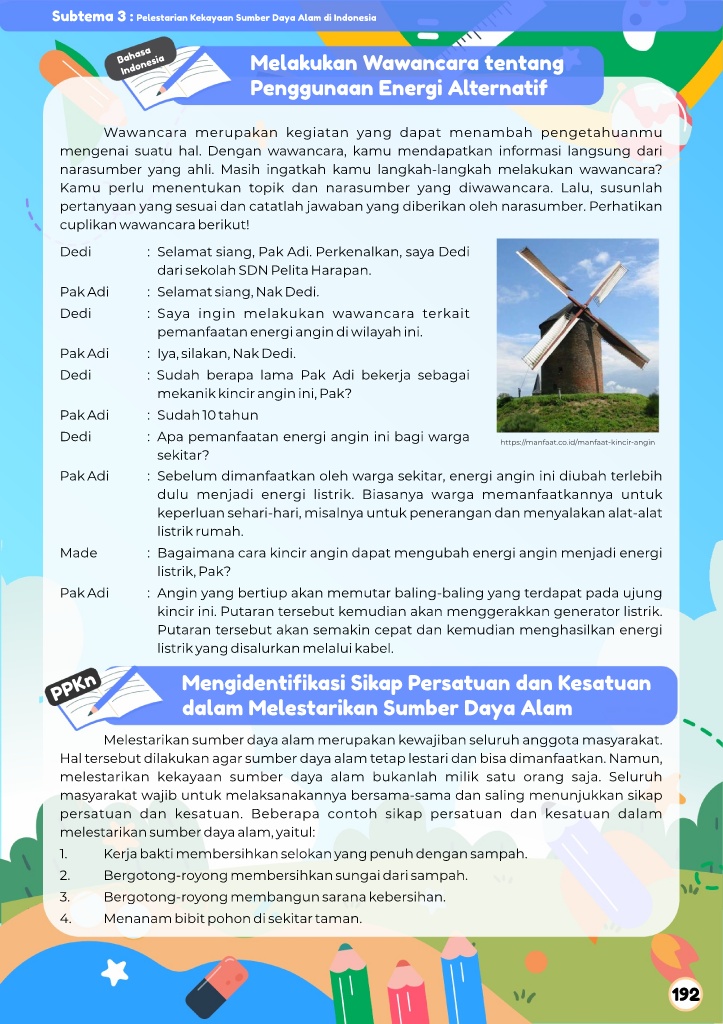 Subtema 3 : Pelestarian Kekayaan Sumber Daya Alam di Indonesia
Bahasa
Indonesia
Melakukan Wawancara tentang
Penggunaan Energi Alternatif
Wawancara merupakan kegiatan yang dapat menambah pengetahuanmu
mengenai suatu hal. Dengan wawancara, kamu mendapatkan informasi langsung dari
narasumber yang ahli. Masih ingatkah kamu langkah-langkah melakukan wawancara?
Kamu perlu menentukan topik dan narasumber yang diwawancara. Lalu, susunlah
pertanyaan yang sesuai dan catatlah jawaban yang diberikan oleh narasumber. Perhatikan
cuplikan wawancara berikut!
Dedi : Selamat siang, Pak Adi. Perkenalkan, saya Dedi
dari sekolah SDN Pelita Harapan.
Pak Adi : Selamat siang, Nak Dedi.
Dedi : Saya ingin melakukan wawancara terkait
pemanfaatan energi angin di wilayah ini.
Pak Adi : Iya, silakan, Nak Dedi.
Dedi : Sudah berapa lama Pak Adi bekerja sebagai
mekanik kincir angin ini, Pak?
Pak Adi : Sudah 10 tahun
Dedi : Apa pemanfaatan energi angin ini bagi warga
sekitar?
https://manfaat.co.id/manfaat-kincir-angin
Pak Adi : Sebelum dimanfaatkan oleh warga sekitar, energi angin ini diubah terlebih
dulu menjadi energi listrik. Biasanya warga memanfaatkannya untuk
keperluan sehari-hari, misalnya untuk penerangan dan menyalakan alat-alat
listrik rumah.
Made : Bagaimana cara kincir angin dapat mengubah energi angin menjadi energi
listrik, Pak?
Pak Adi : Angin yang bertiup akan memutar baling-baling yang terdapat pada ujung
kincir ini. Putaran tersebut kemudian akan menggerakkan generator listrik.
Putaran tersebut akan semakin cepat dan kemudian menghasilkan energi
listrik yang disalurkan melalui kabel.
PPKn
Mengidentifikasi Sikap Persatuan dan Kesatuan
dalam Melestarikan Sumber Daya Alam
Melestarikan sumber daya alam merupakan kewajiban seluruh anggota masyarakat.
Hal tersebut dilakukan agar sumber daya alam tetap lestari dan bisa dimanfaatkan. Namun,
melestarikan kekayaan sumber daya alam bukanlah milik satu orang saja. Seluruh
masyarakat wajib untuk melaksanakannya bersama-sama dan saling menunjukkan sikap
persatuan dan kesatuan. Beberapa contoh sikap persatuan dan kesatuan dalam
melestarikan sumber daya alam, yaitul:
1. Kerja bakti membersihkan selokan yang penuh dengan sampah.
2. Bergotong-royong membersihkan sungai dari sampah.
3. Bergotong-royong membangun sarana kebersihan.
4. Menanam bibit pohon di sekitar taman.
192